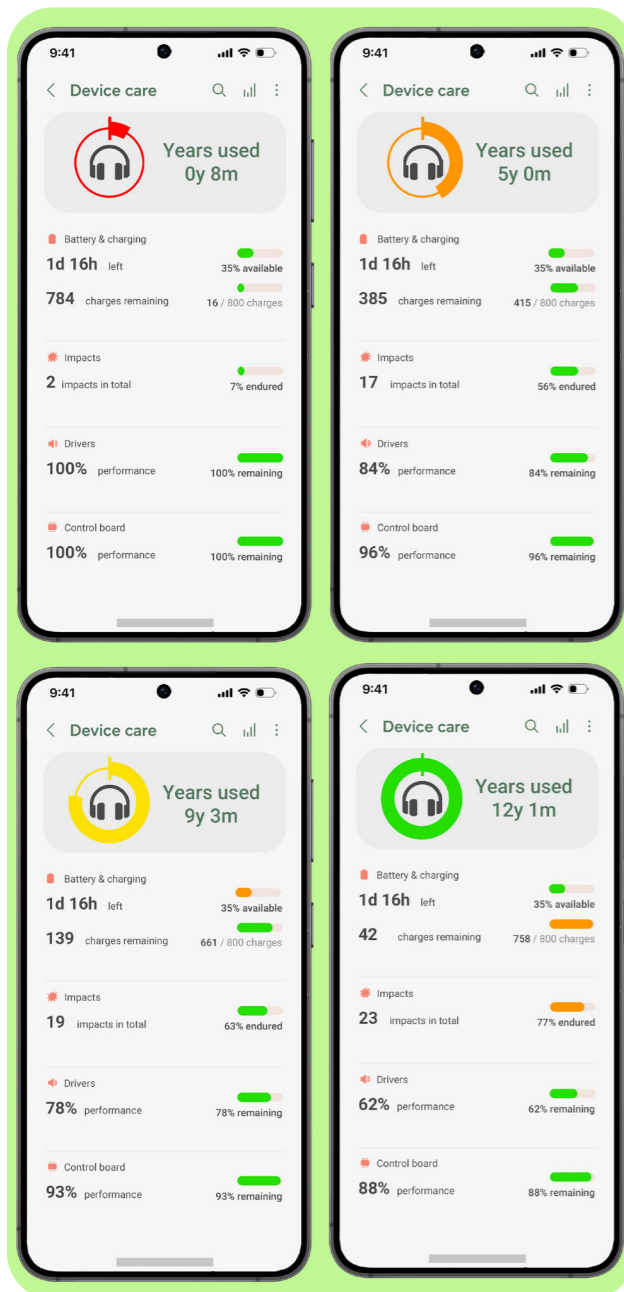 9:41
Device care
Years used
0y 8m
Battery & charging
1d 16h left
35% available
784 charges remaining
16 / 800 charges
Impacts
2 impacts in total
7% endured
Drivers
100% performance
100% remaining
Control board
100% performance
100% remaining
9:41
Device care
Years used
5y 0m
Battery & charging
1d 16h left
35% available
385 charges remaining
415 / 800 charges
Impacts
17 impacts in total
56% endured
Drivers
84% performance
84% remaining
Control board
96% performance
96% remaining
9:41
Device care
Years used
9y 3m
Battery & charging
1d 16h left
35% available
139 charges remaining
661 / 800 charges
Impacts
19 impacts in total
63% endured
Drivers
78% performance
78% remaining
Control board
93% performance
93% remaining
9:41
Device care
Years used
12y 1m
Battery & charging
1d 16h left
35% available
42 charges remaining
758 / 800 charges
Impacts
23 impacts in total
77% endured
Drivers
62% performance
62% remaining
Control board
88% performance
88% remaining